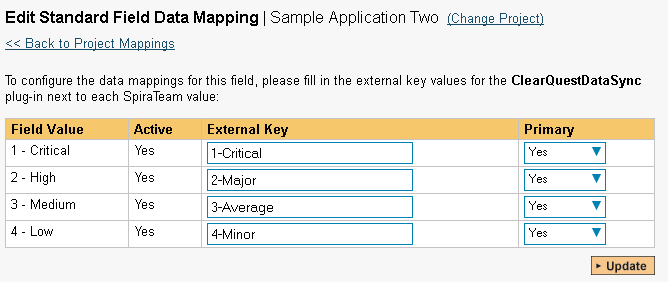 Edit Standard Field Data Mapping | Sample Application Two (Change Project)
<< Back to Project Mappings
To configure the data mappings for this field, please fill in the external key values for the ClearQuestDataSync
plug-in next to each SpiraTeam value:
Field Value Active External Key Primary
1 - Critical Yes 1-Critical Yes
2 - High Yes 2-Major Yes
3 - Medium Yes 3-Average Yes
4 - Low Yes 4-Minor Yes
Update